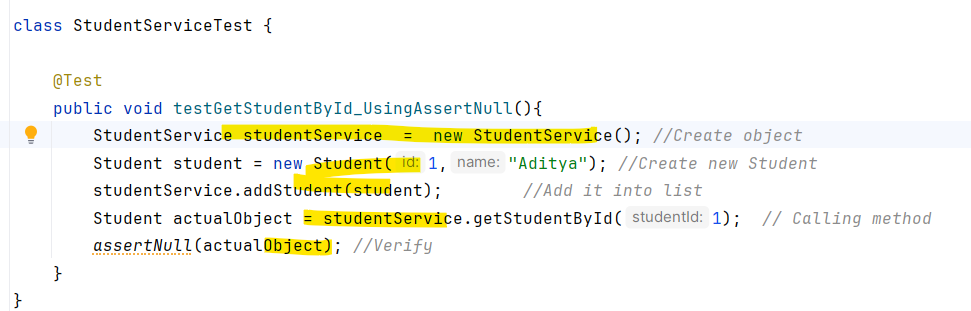 class StudentServiceTest {
@Test
public void testGetStudentById_UsingAssertNull(){
StudentService studentService  =  new StudentService(); //Create object
Student student = new Student( id: 1, name: "Aditya"); //Create new Student
studentService.addStudent(student);        //Add it into list
Student actualObject = studentService.getStudentById( studentId: 1);  // Calling method
assertNull(actualObject); //Verify
}
}